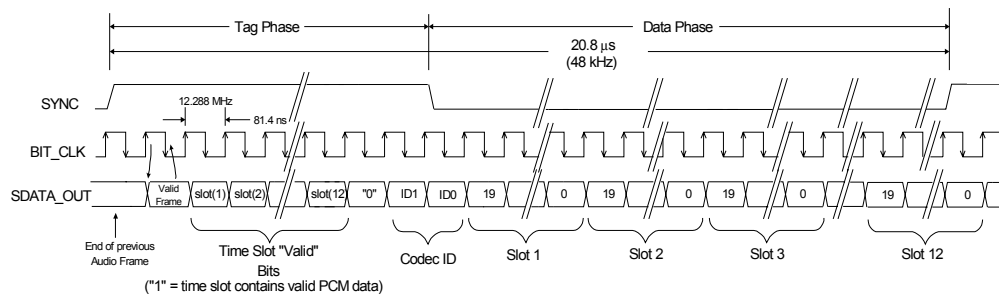 Tag Phase
Data Phase
20.8 μs
(48 kHz)
SYNC
12.288 MHz
81.4 ns
BIT_CLK
SDATA_OUT
Valid
Frame
slot(1) slot(2) slot(12) "0" ID1 ID0 19 0 19 0 19 0 19 0
End of previous
Audio Frame
Time Slot "Valid"
Bits
("1" = time slot contains valid PCM data)
Codec ID
Slot 1
Slot 2
Slot 3
Slot 12